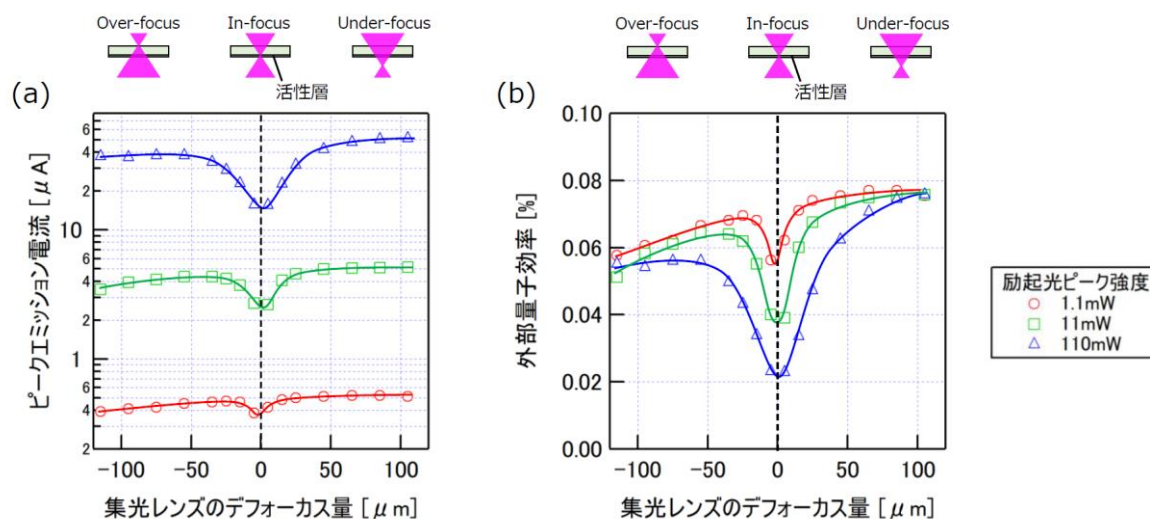 Over-focus In-focus Under-focus
活性層
(a)
ピークエミッション電流 [μA]
6
4
2
10
6
4
2
1
6
4
2
-100 -50 0 50 100
集光レンズのデフォーカス量 [μm]
Over-focus In-focus Under-focus
活性層
(b)
外部量子効率 [%]
0.10
0.08
0.06
0.04
0.02
0.00
-100 -50 0 50 100
集光レンズのデフォーカス量 [μm]
励起光ピーク強度
1.1mW
11mW
110mW